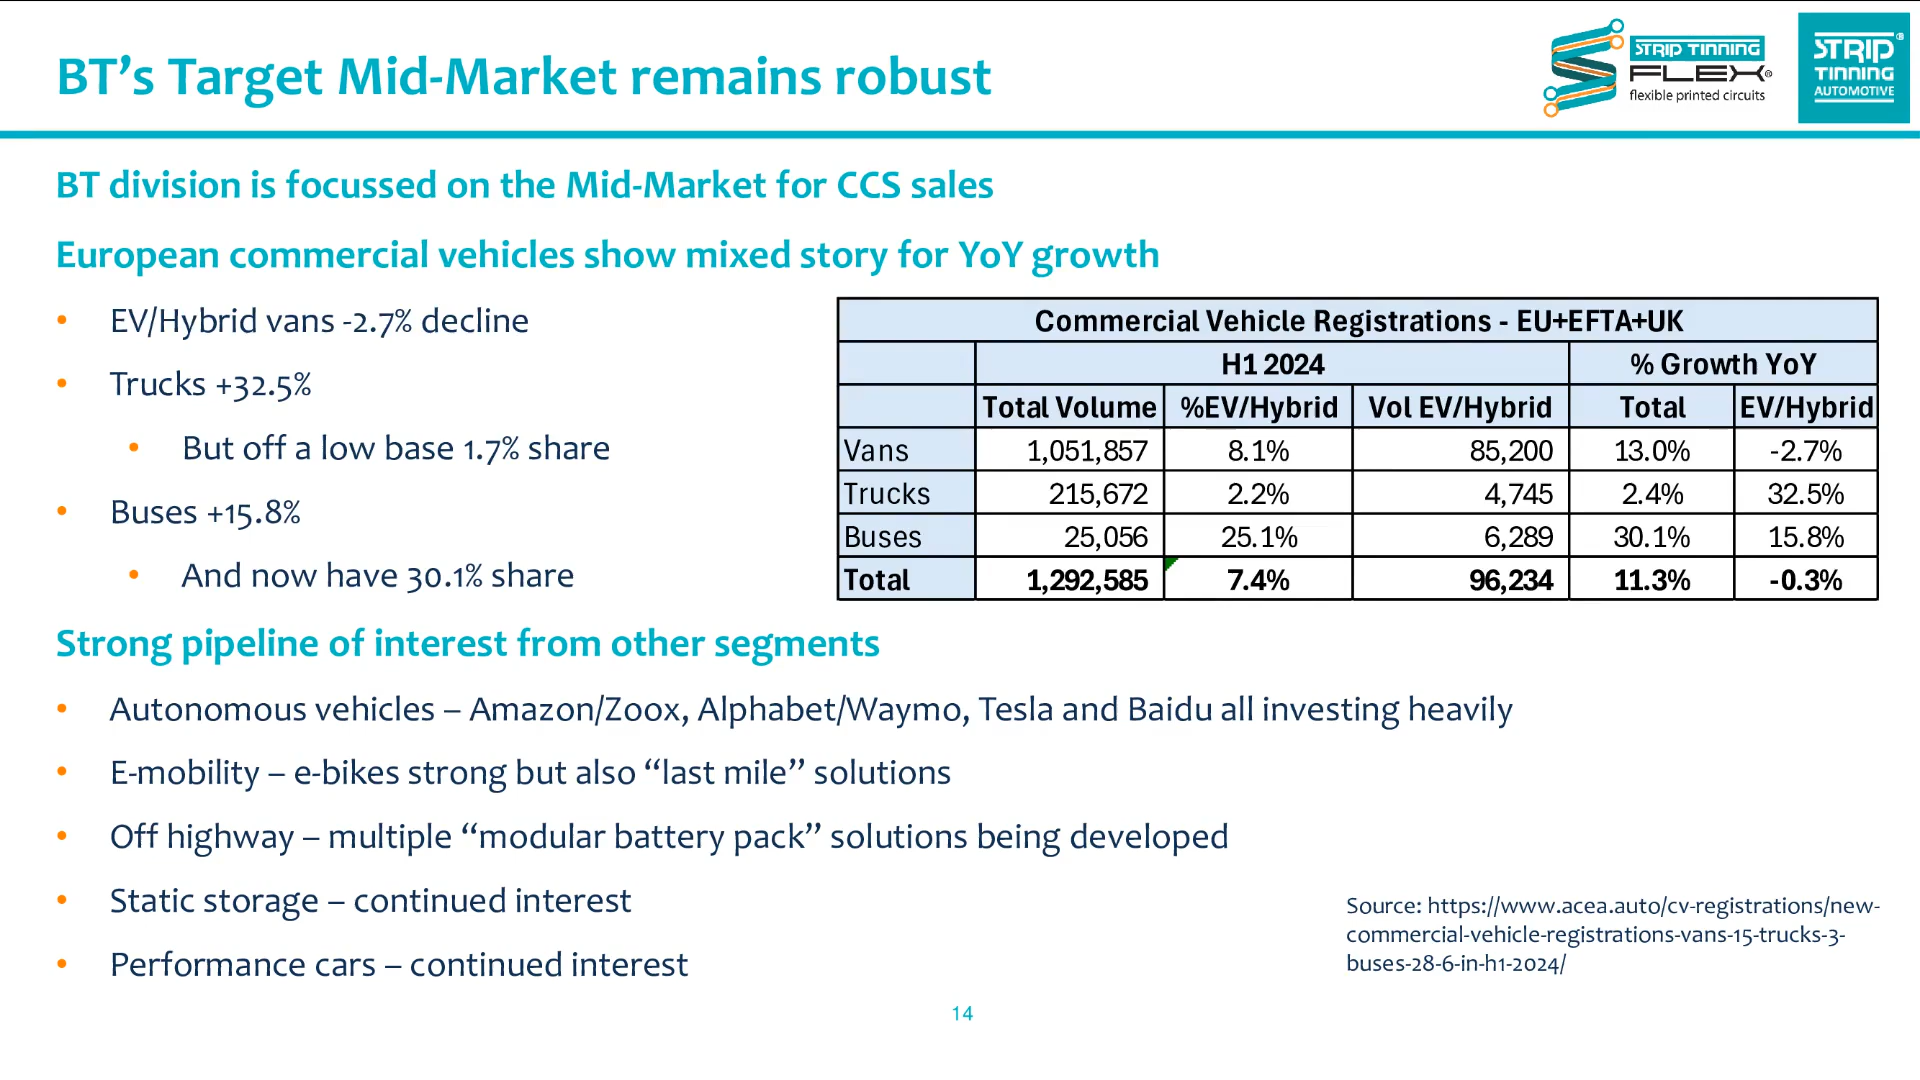 BT’s Target Mid-Market remains robust
STRIP TINNING
FLEX®
flexible printed circuits
STRIP®
TINNING
AUTOMOTIVE
BT division is focussed on the Mid-Market for CCS sales
European commercial vehicles show mixed story for YoY growth
• EV/Hybrid vans -2.7% decline
• Trucks +32.5%
• But off a low base 1.7% share
• Buses +15.8%
• And now have 30.1% share
Commercial Vehicle Registrations - EU+EFTA+UK
H1 2024 % Growth YoY
Total Volume %EV/Hybrid Vol EV/Hybrid Total EV/Hybrid
Vans 1,051,857 8.1% 85,200 13.0% -2.7%
Trucks 215,672 2.2% 4,745 2.4% 32.5%
Buses 25,056 25.1% 6,289 30.1% 15.8%
Total 1,292,585 7.4% 96,234 11.3% -0.3%
Strong pipeline of interest from other segments
• Autonomous vehicles – Amazon/Zoox, Alphabet/Waymo, Tesla and Baidu all investing heavily
• E-mobility – e-bikes strong but also “last mile” solutions
• Off highway – multiple “modular battery pack” solutions being developed
• Static storage – continued interest
• Performance cars – continued interest
Source: https://www.acea.auto/cv-registrations/new-
commercial-vehicle-registrations-vans-15-trucks-3-
buses-28-6-in-h1-2024/
14